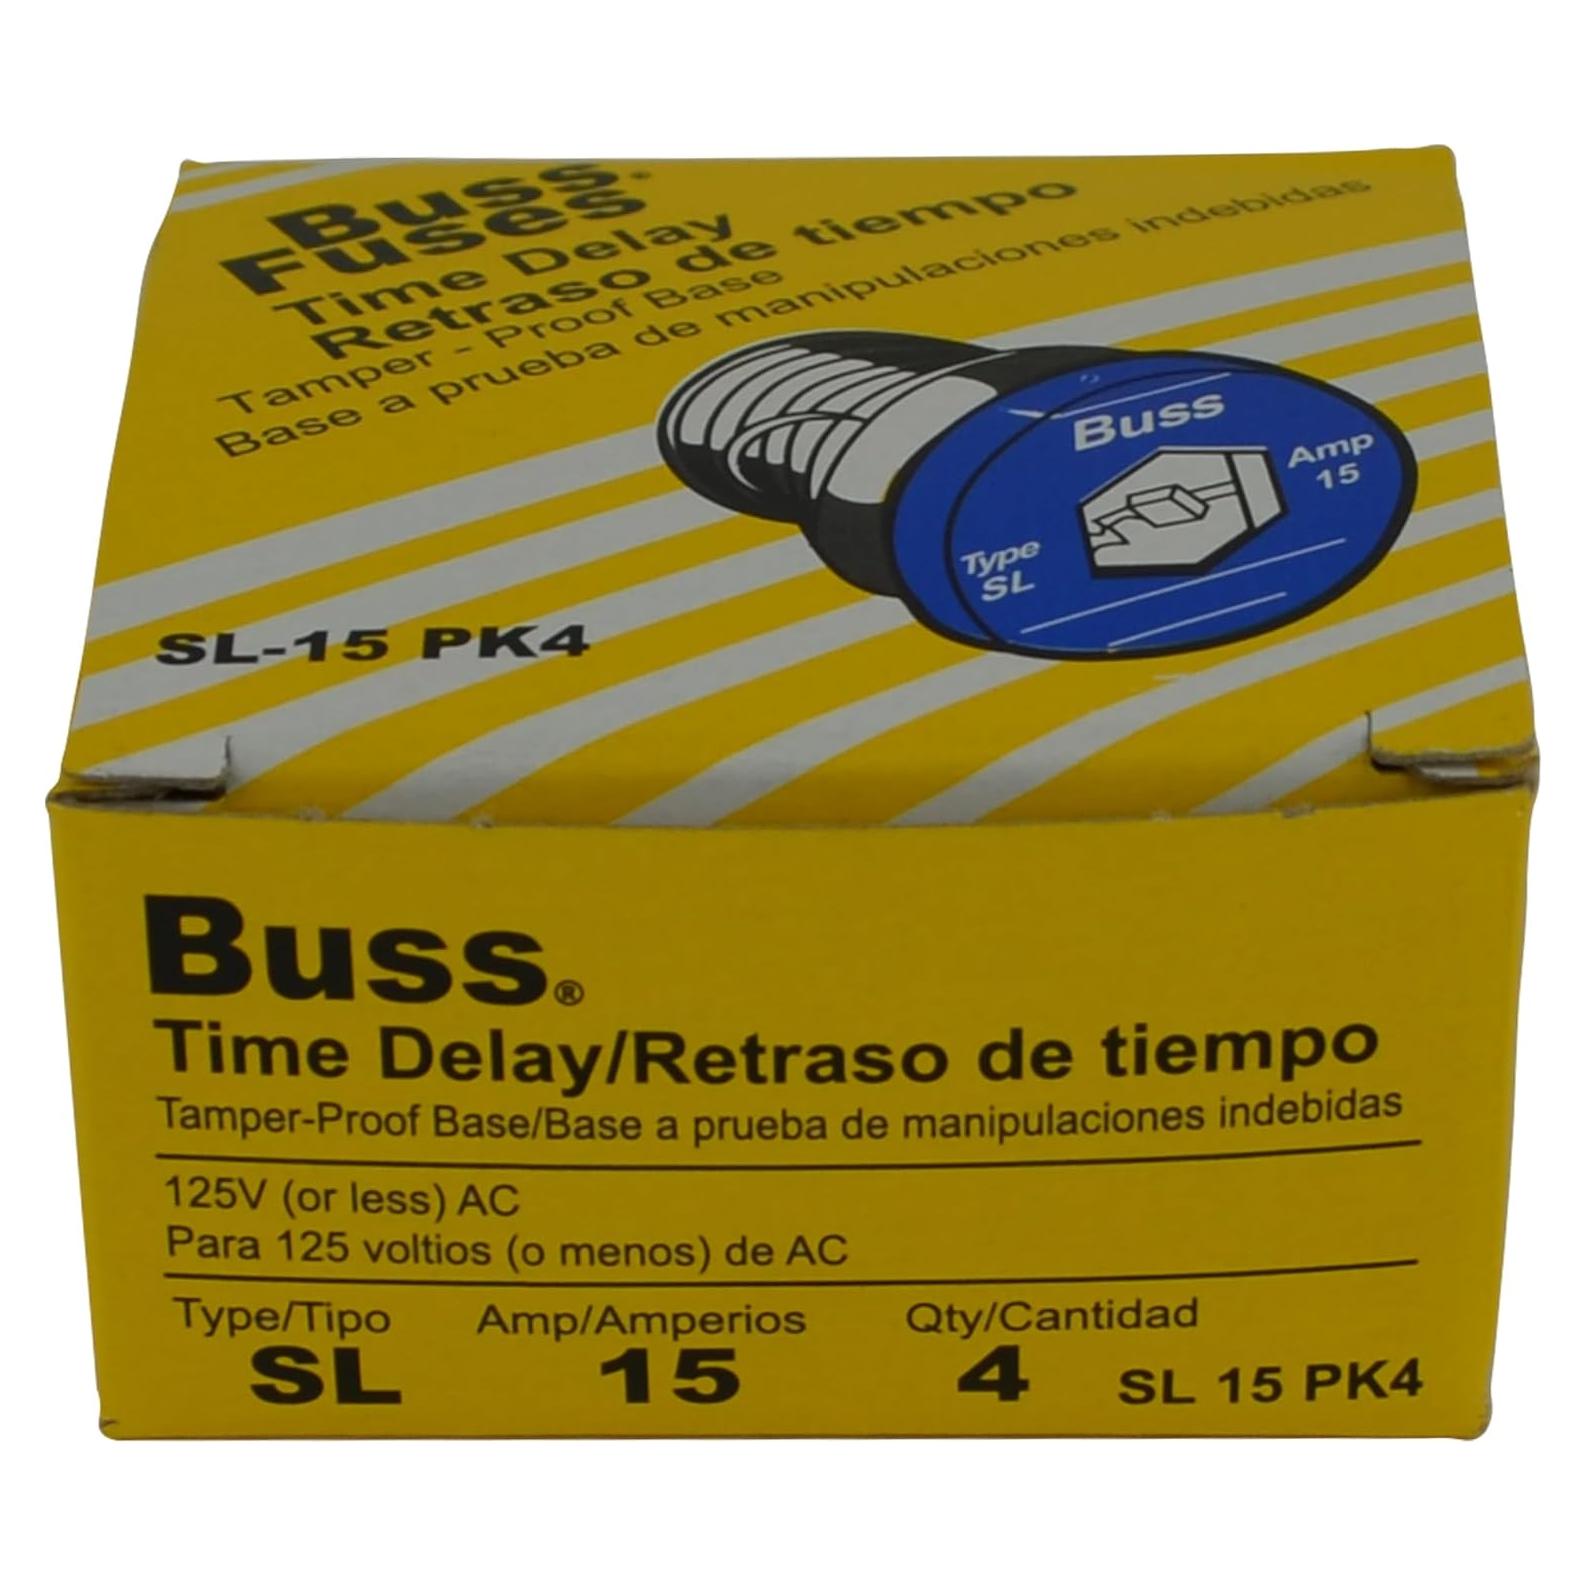 Buss®
Fuses
Time Delay
Retraso de tiempo
Tamper - Proof Base
Base a prueba de manipulaciones indebidas
Buss
Amp
15
Type
SL
SL-15 PK4
Buss®
Time Delay/Retraso de tiempo
Tamper-Proof Base/Base a prueba de manipulaciones indebidas
125V (or less) AC
Para 125 voltios (o menos) de AC
Type/Tipo Amp/Amperios Qty/Cantidad
SL 15 4 SL 15 PK4